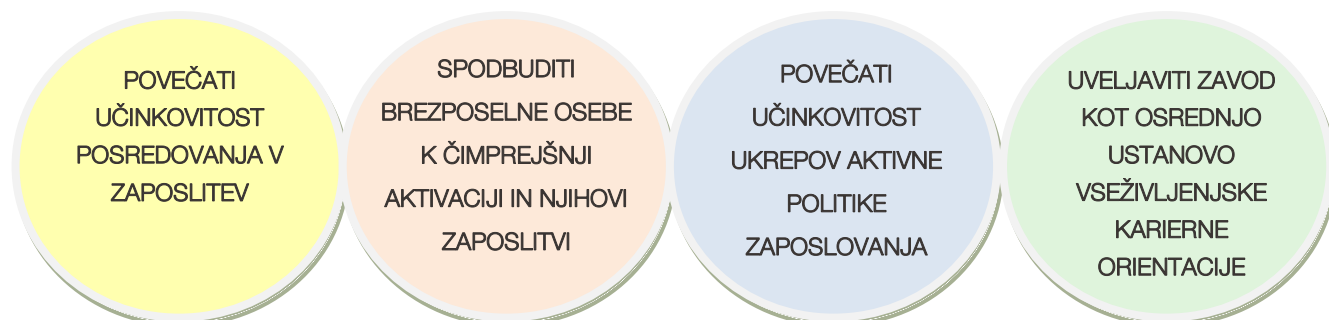 POVEČATI
UČINKOVITOST
POSREDOVANJA V
ZAPOSLITEV
SPODBUDITI
BREZPOSELNE OSEBE
K ČIMPREJŠNJI
AKTIVACIJI IN NJIHOVI
ZAPOSLITVI
POVEČATI
UČINKOVITOST
UKREPOV AKTIVNE
POLITIKE
ZAPOSLOVANJA
UVELJAVITI ZAVOD
KOT OSREDNJO
USTANOVO
VSEŽIVLJENJSKE
KARIERNE
ORIENTACIJE